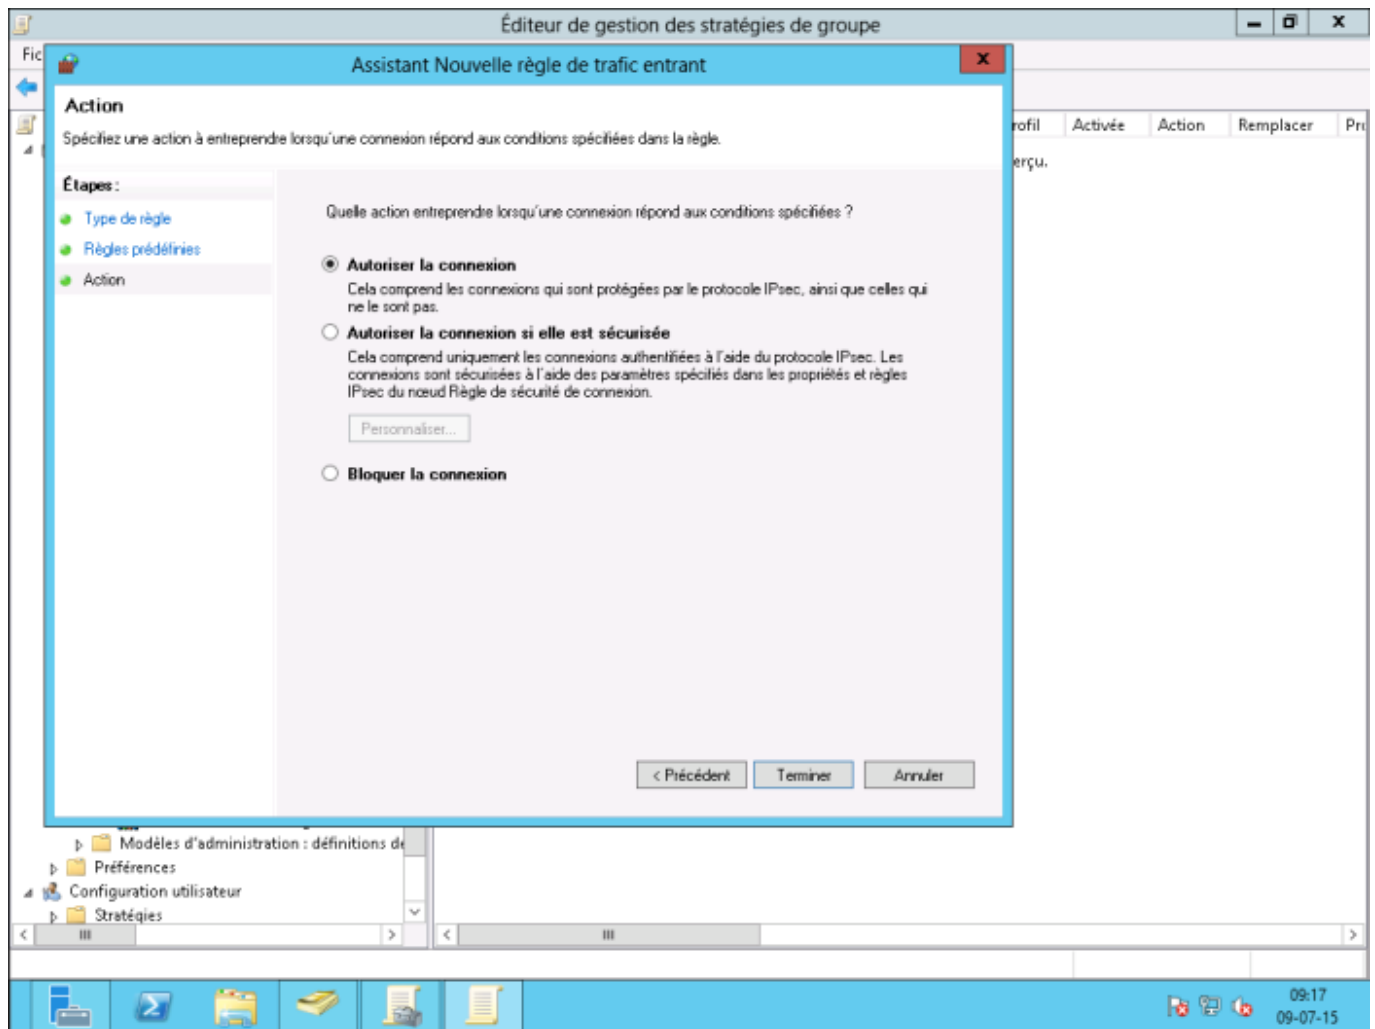 Éditeur de gestion des stratégies de groupe
Fic
Assistant Nouvelle règle de trafic entrant
Action
Spécifiez une action à entreprendre lorsqu'une connexion répond aux conditions spécifiées dans la règle.
rofil Activée Action Remplacer Pr
erçu.
Étapes :
Type de règle
Règles prédéfinies
Action
Quelle action entreprendre lorsqu'une connexion répond aux conditions spécifiées ?
Autoriser la connexion
Cela comprend les connexions qui sont protégées par le protocole IPsec, ainsi que celles qui
ne le sont pas.
Autoriser la connexion si elle est sécurisée
Cela comprend uniquement les connexions authentifiées à l'aide du protocole IPsec. Les
connexions sont sécurisées à l'aide des paramètres spécifiés dans les propriétés et règles
IPsec du nœud Règle de sécurité de connexion.
Personnaliser...
Bloquer la connexion
< Précédent Terminer Annuler
Modèles d'administration : définitions de
Préférences
Configuration utilisateur
Stratégies
09:17
09-07-15